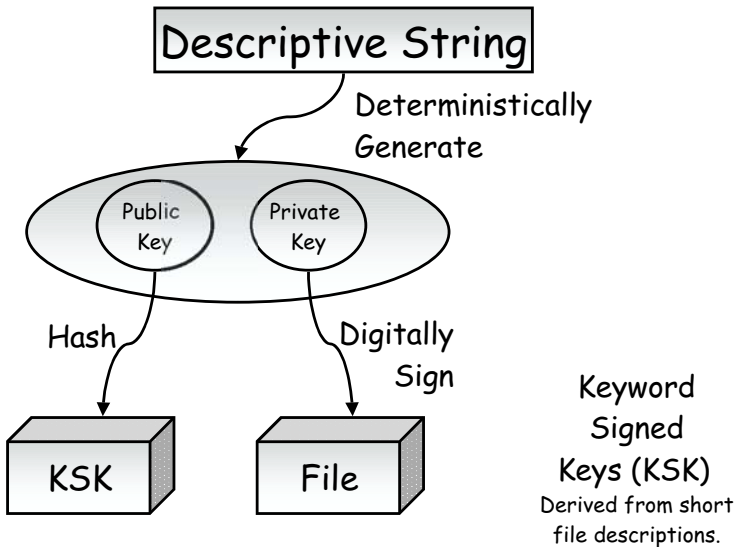 Descriptive String
Deterministically
Generate
Public
Key
Private
Key
Hash
Digitally
Sign
KSK
File
Keyword
Signed
Keys (KSK)
Derived from short
file descriptions.